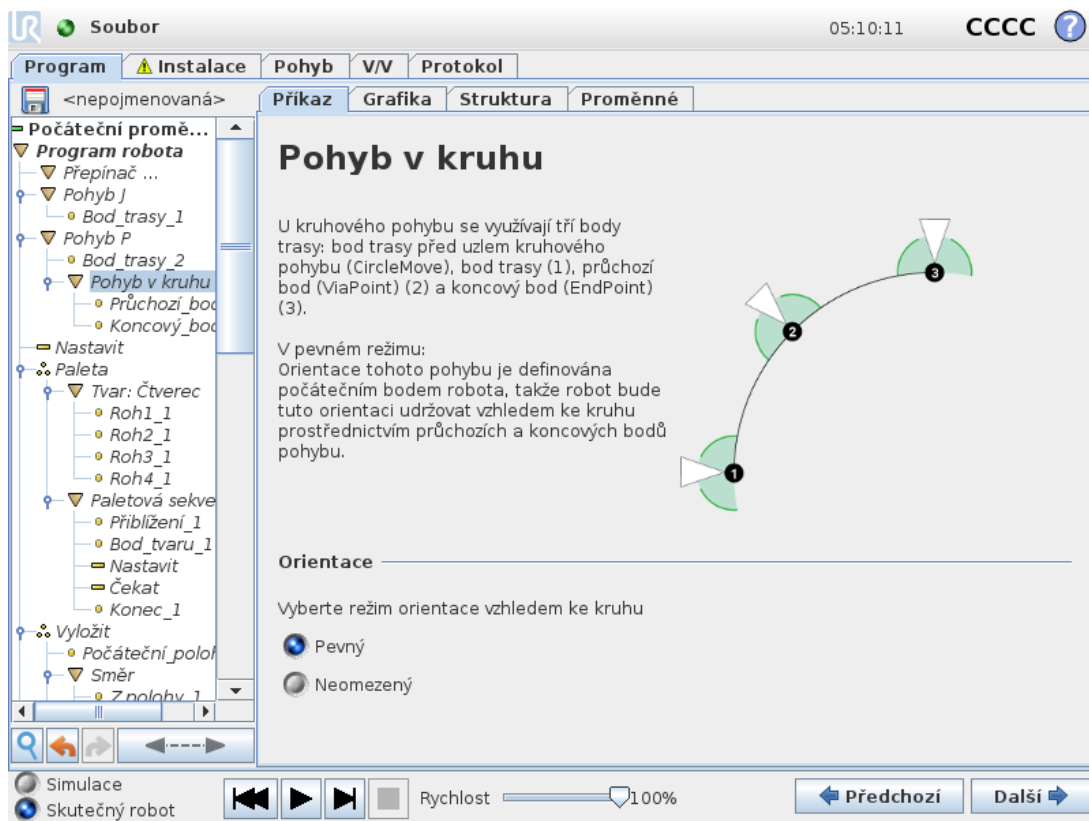 UR Soubor 05:10:11 CCCC ?
Program Instalace Pohyb V/V Protokol
<nepojmenovaná> Příkaz Grafika Struktura Proměnné
Počáteční promě...
Program robota
Přepínač ...
Pohyb J
Bod_trasy_1
Pohyb P
Bod_trasy_2
Pohyb v kruhu
Průchozí_bod
Koncový_bod
Nastavit
Paleta
Tvar: Čtverec
Roh1_1
Roh2_1
Roh3_1
Roh4_1
Paletová sekve
Přiblížení_1
Bod_tvaru_1
Nastavit
Čekat
Konec_1
Vyložit
Počáteční_poloh
Směr
Z_polohy_1
Pohyb v kruhu
U kruhového pohybu se využívají tří body
trasy: bod trasy před uzlem kruhového
pohybu (CircleMove), bod trasy (1), průchozí
bod (ViaPoint) (2) a koncový bod (EndPoint)
(3).
V pevném režimu:
Orientace tohoto pohybu je definována
počátečním bodem robota, takže robot bude
tuto orientaci udržovat vzhledem ke kruhu
prostřednictvím průchozích a koncových bodů
pohybu.
3
2
1
Orientace
Vyberte režim orientace vzhledem ke kruhu
Pevný
Neomezený
Simulace
Skutečný robot
Rychlost 100%
Předchozí Další